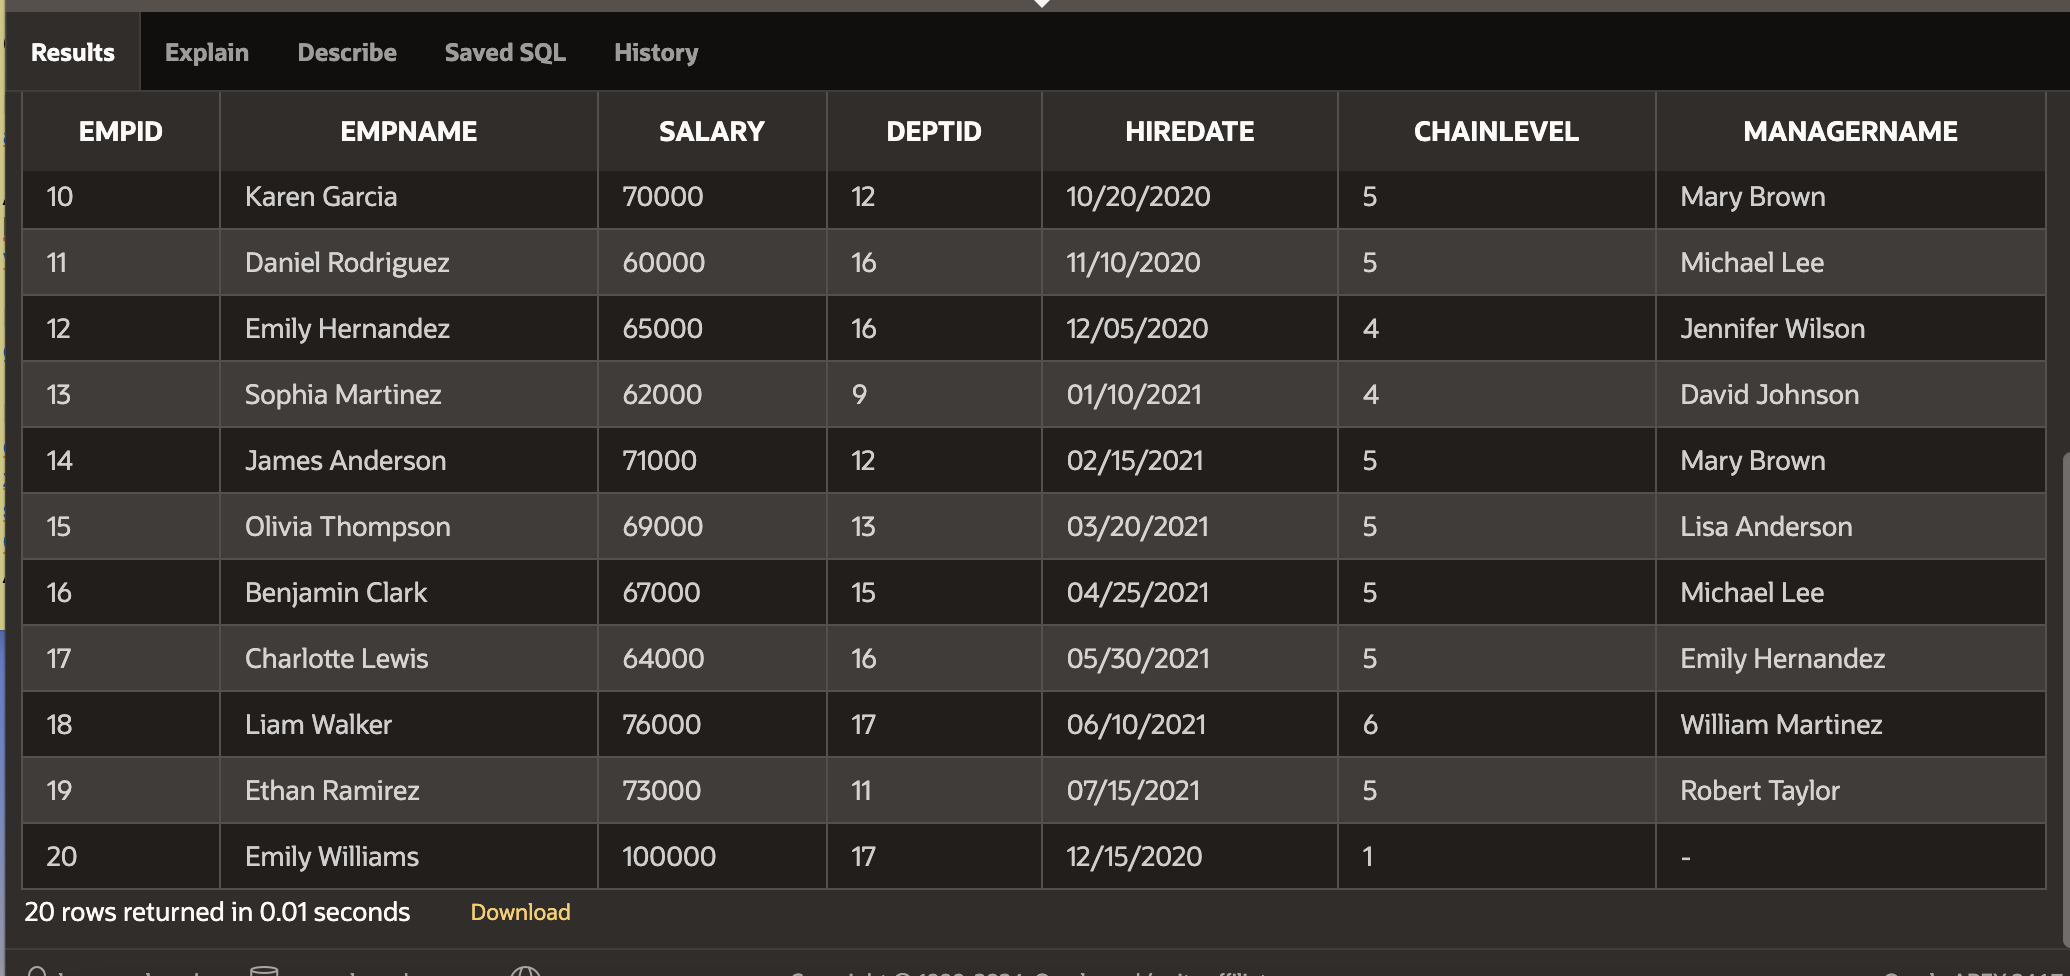 Results Explain Describe Saved SQL History
EMPID EMPNAME SALARY DEPTID HIREDATE CHAINLEVEL MANAGERNAME
10 Karen Garcia 70000 12 10/20/2020 5 Mary Brown
11 Daniel Rodriguez 60000 16 11/10/2020 5 Michael Lee
12 Emily Hernandez 65000 16 12/05/2020 4 Jennifer Wilson
13 Sophia Martinez 62000 9 01/10/2021 4 David Johnson
14 James Anderson 71000 12 02/15/2021 5 Mary Brown
15 Olivia Thompson 69000 13 03/20/2021 5 Lisa Anderson
16 Benjamin Clark 67000 15 04/25/2021 5 Michael Lee
17 Charlotte Lewis 64000 16 05/30/2021 5 Emily Hernandez
18 Liam Walker 76000 17 06/10/2021 6 William Martinez
19 Ethan Ramirez 73000 11 07/15/2021 5 Robert Taylor
20 Emily Williams 100000 17 12/15/2020 1 -
20 rows returned in 0.01 seconds Download